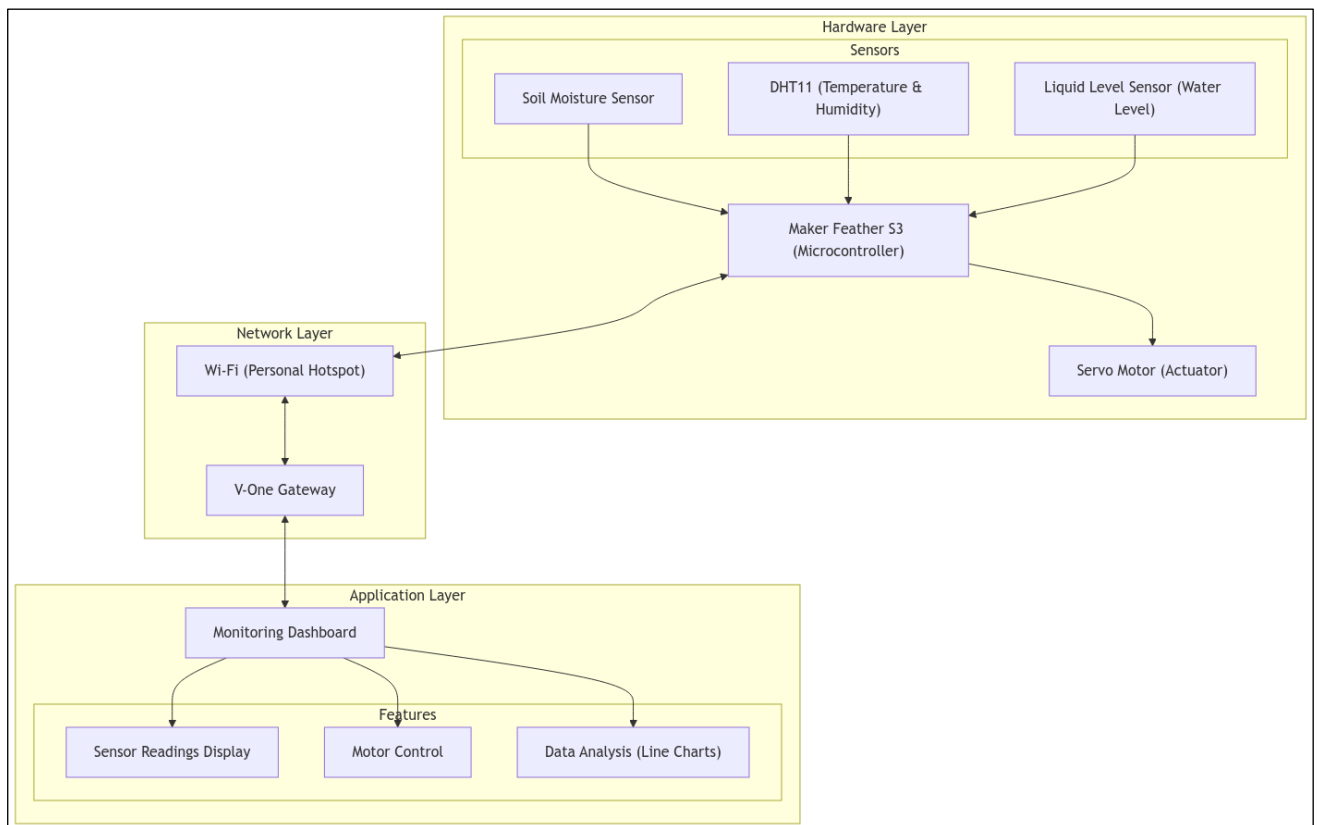 Hardware Layer
Sensors
Soil Moisture Sensor
DHT11 (Temperature &
Humidity)
Liquid Level Sensor (Water
Level)
Maker Feather S3
(Microcontroller)
Network Layer
Wi-Fi (Personal Hotspot)
Servo Motor (Actuator)
V-One Gateway
Application Layer
Monitoring Dashboard
Features
Sensor Readings Display
Motor Control
Data Analysis (Line Charts)